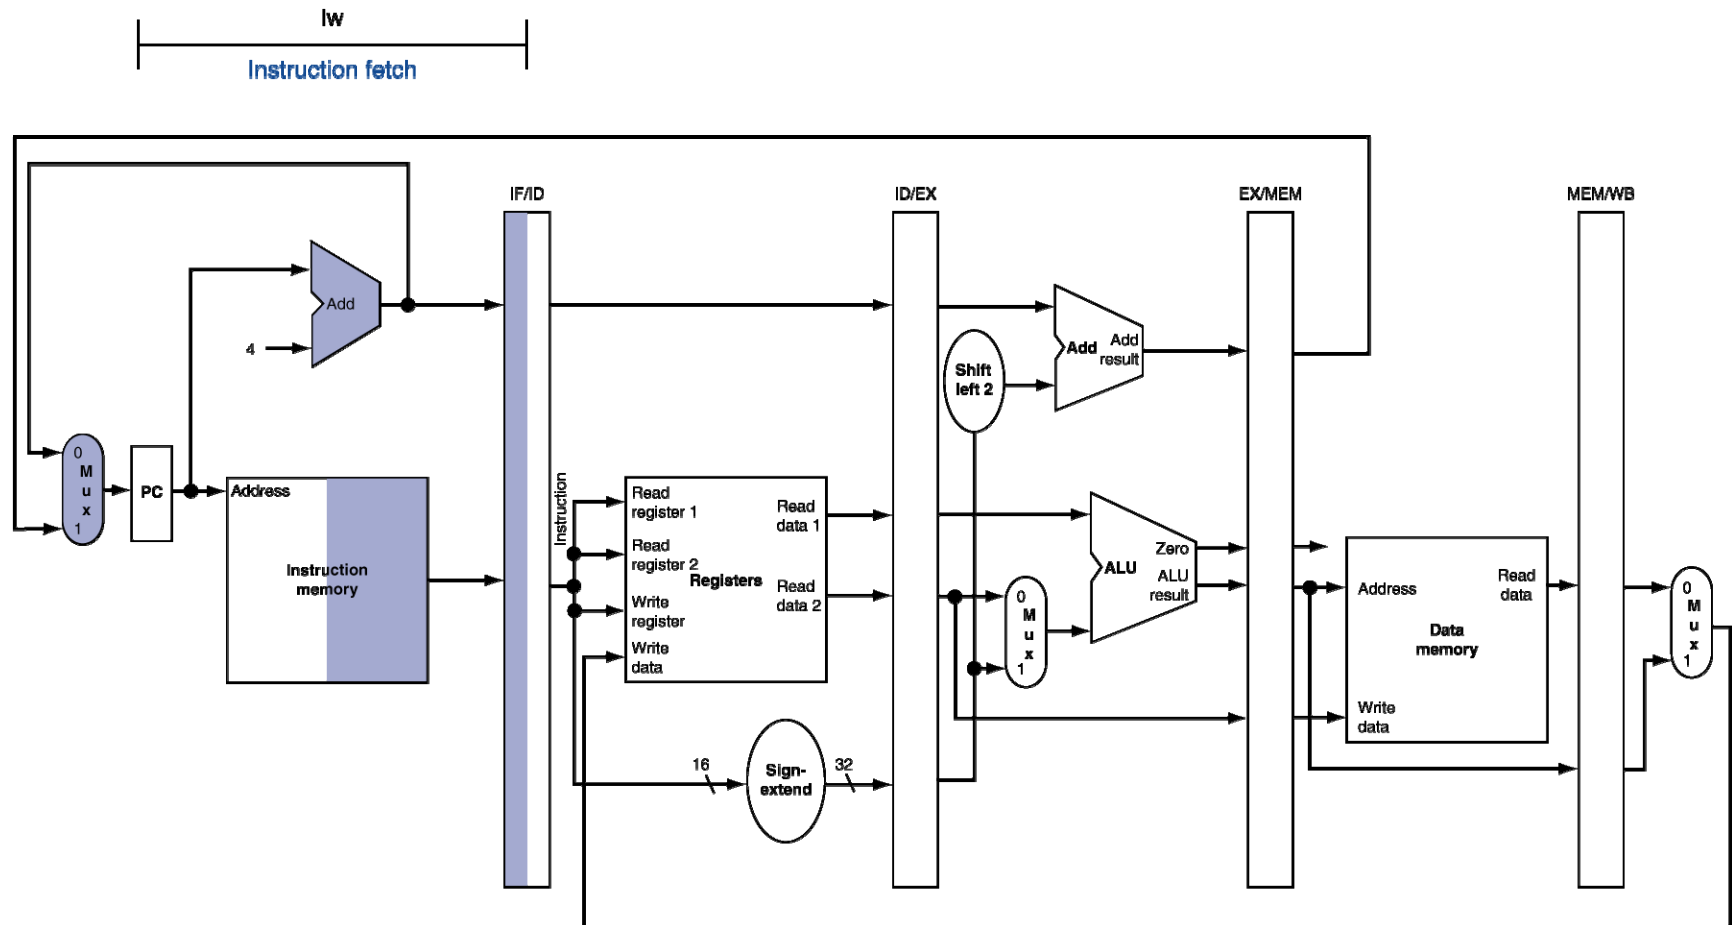 lw
Instruction fetch
IF/ID
ID/EX
EX/MEM
MEM/WB
Add
4
Add
Add
result
Shift
left 2
0
M
u
x
1
PC
Address
Instruction
memory
Instruction
Read
register 1
Read
register 2
Write
register
Write
data
Registers
Read
data 1
Read
data 2
0
M
u
x
1
ALU
Zero
ALU
result
Address
Write
data
Data
memory
Read
data
0
M
u
x
1
16
Sign-
extend
32